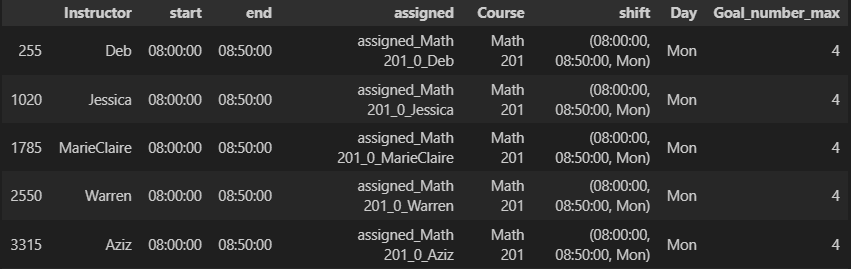 Instructor start end assigned Course shift Day Goal_number_max
255 Deb 08:00:00 08:50:00 assigned_Math Math (08:00:00, Mon 4
201_0_Deb 201 08:50:00, Mon)
1020 Jessica 08:00:00 08:50:00 assigned_Math Math (08:00:00, Mon 4
201_0_Jessica 201 08:50:00, Mon)
1785 MarieClaire 08:00:00 08:50:00 assigned_Math Math (08:00:00, Mon 4
201_0_MarieClaire 201 08:50:00, Mon)
2550 Warren 08:00:00 08:50:00 assigned_Math Math (08:00:00, Mon 4
201_0_Warren 201 08:50:00, Mon)
3315 Aziz 08:00:00 08:50:00 assigned_Math Math (08:00:00, Mon 4
201_0_Aziz 201 08:50:00, Mon)